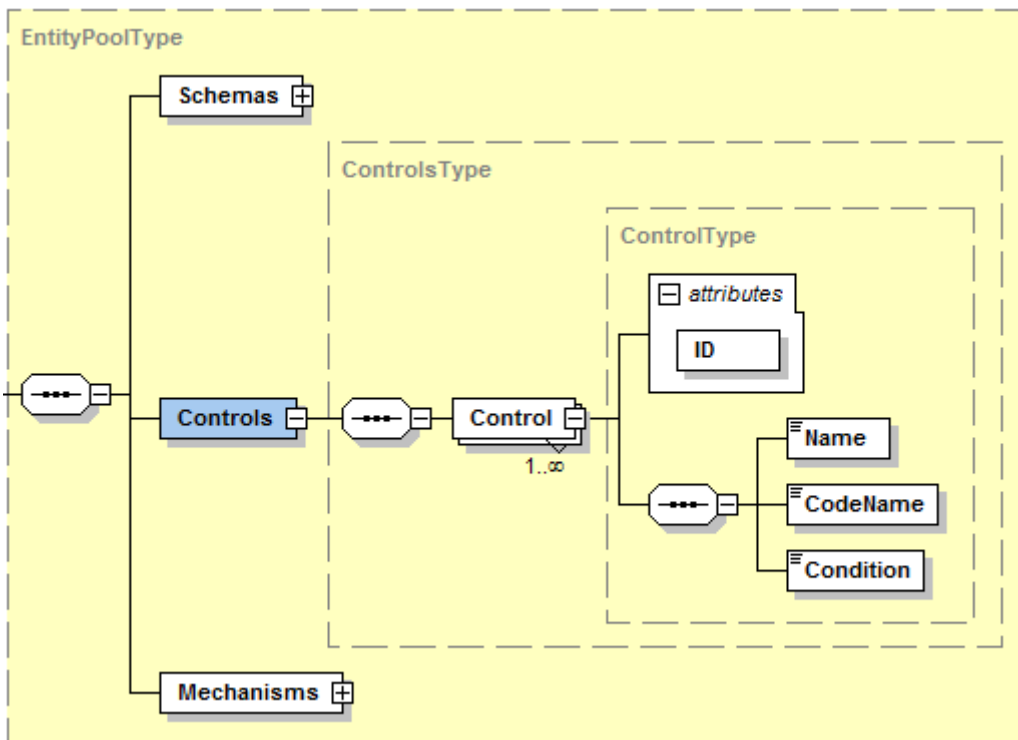 EntityPoolType
Schemas
ControlsType
ControlType
attributes
ID
Controls
Control
1..∞
Name
CodeName
Condition
Mechanisms